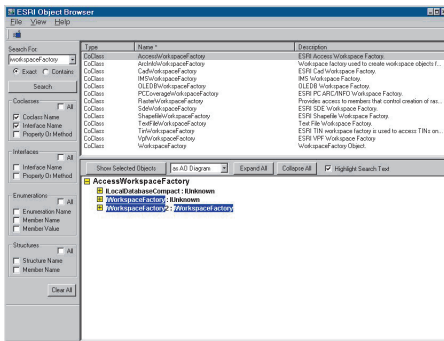 ESRI Object Browser
File View Help
Search For:
IworkspaceFactory
Exact Contains
Search
Coclasses
All
Coclass Name
Interface Name
Property Or Method
Interfaces
All
Interface Name
Property Or Method
Enumerations
All
Enumeration Name
Member Name
Member Value
Structures
All
Structure Name
Member Name
Clear All
Type Name Description
CoClass AccessWorkspaceFactory ESRI Access Workspace Factory.
CoClass ArcInfoWorkspaceFactory Workspace factory used to create workspace objects f...
CoClass CadWorkspaceFactory ESRI Cad Workspace Factory.
CoClass IMSWorkspaceFactory IMS Workspace Factory.
CoClass OLEDBWorkspaceFactory OLEDB Workspace Factory.
CoClass PCCoverageWorkspaceFactory ESRI PC ARC/INFO Workspace Factory.
CoClass RasterWorkspaceFactory Provides access to members that control creation of ras...
CoClass SdeWorkspaceFactory ESRI SDE Workspace Factory.
CoClass ShapefileWorkspaceFactory ESRI Shapefile Workspace Factory.
CoClass TextFileWorkspaceFactory Text File Workspace Factory.
CoClass TinWorkspaceFactory ESRI TIN workspace factory is used to access TINs on...
CoClass VpfWorkspaceFactory ESRI VPF Workspace Factory
CoClass WorkspaceFactory WorkspaceFactory Object.
Show Selected Objects as AO Diagram Expand All Collapse All Highlight Search Text
AccessWorkspaceFactory
ILocalDatabaseCompact : IUnknown
IWorkspaceFactory : IUnknown
IWorkspaceFactory2 : IWorkspaceFactory